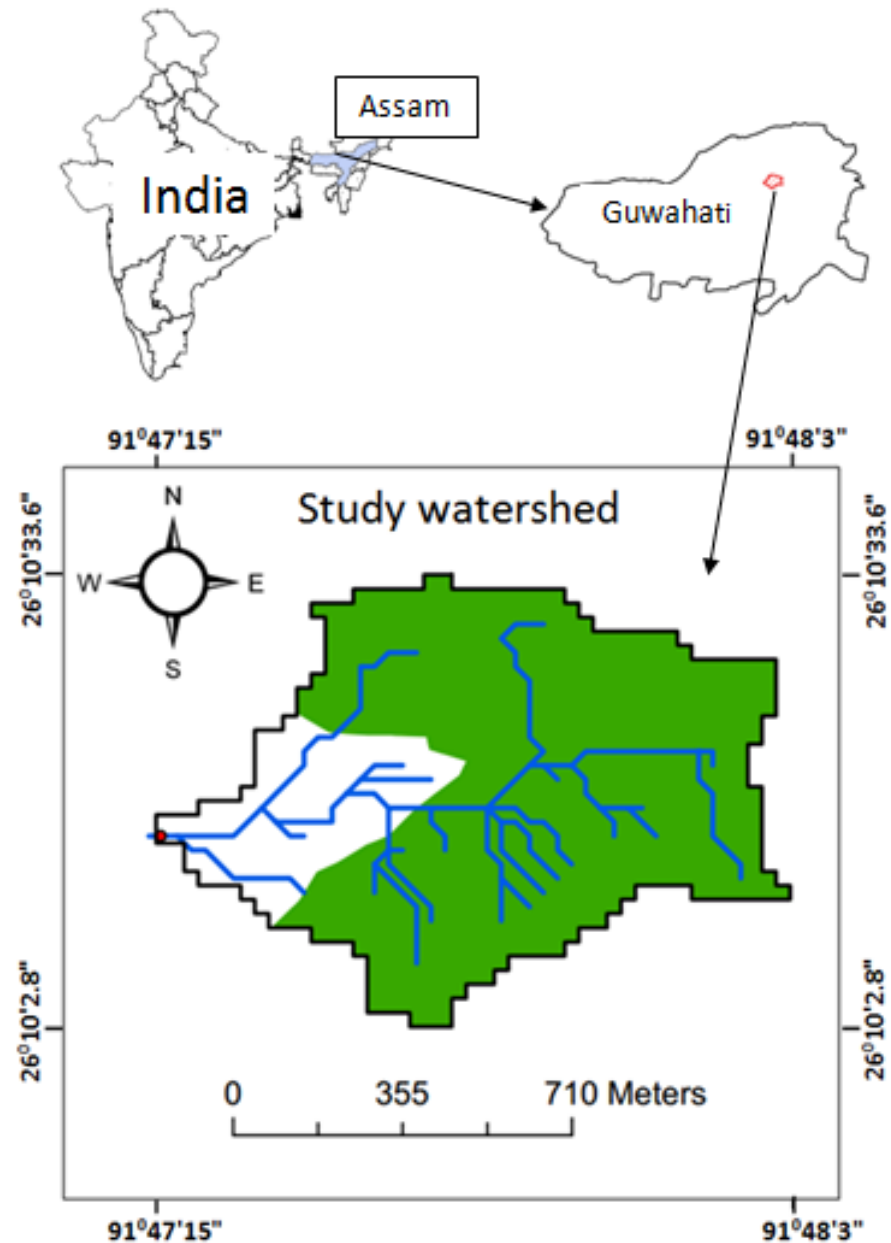 Assam
India
Guwahati
91⁰47'15"
91⁰48'3"
Study watershed
N
W
E
S
26⁰10'33.6"
26⁰10'33.6"
26⁰10'2.8"
26⁰10'2.8"
0 355 710 Meters
91⁰47'15"
91⁰48'3"